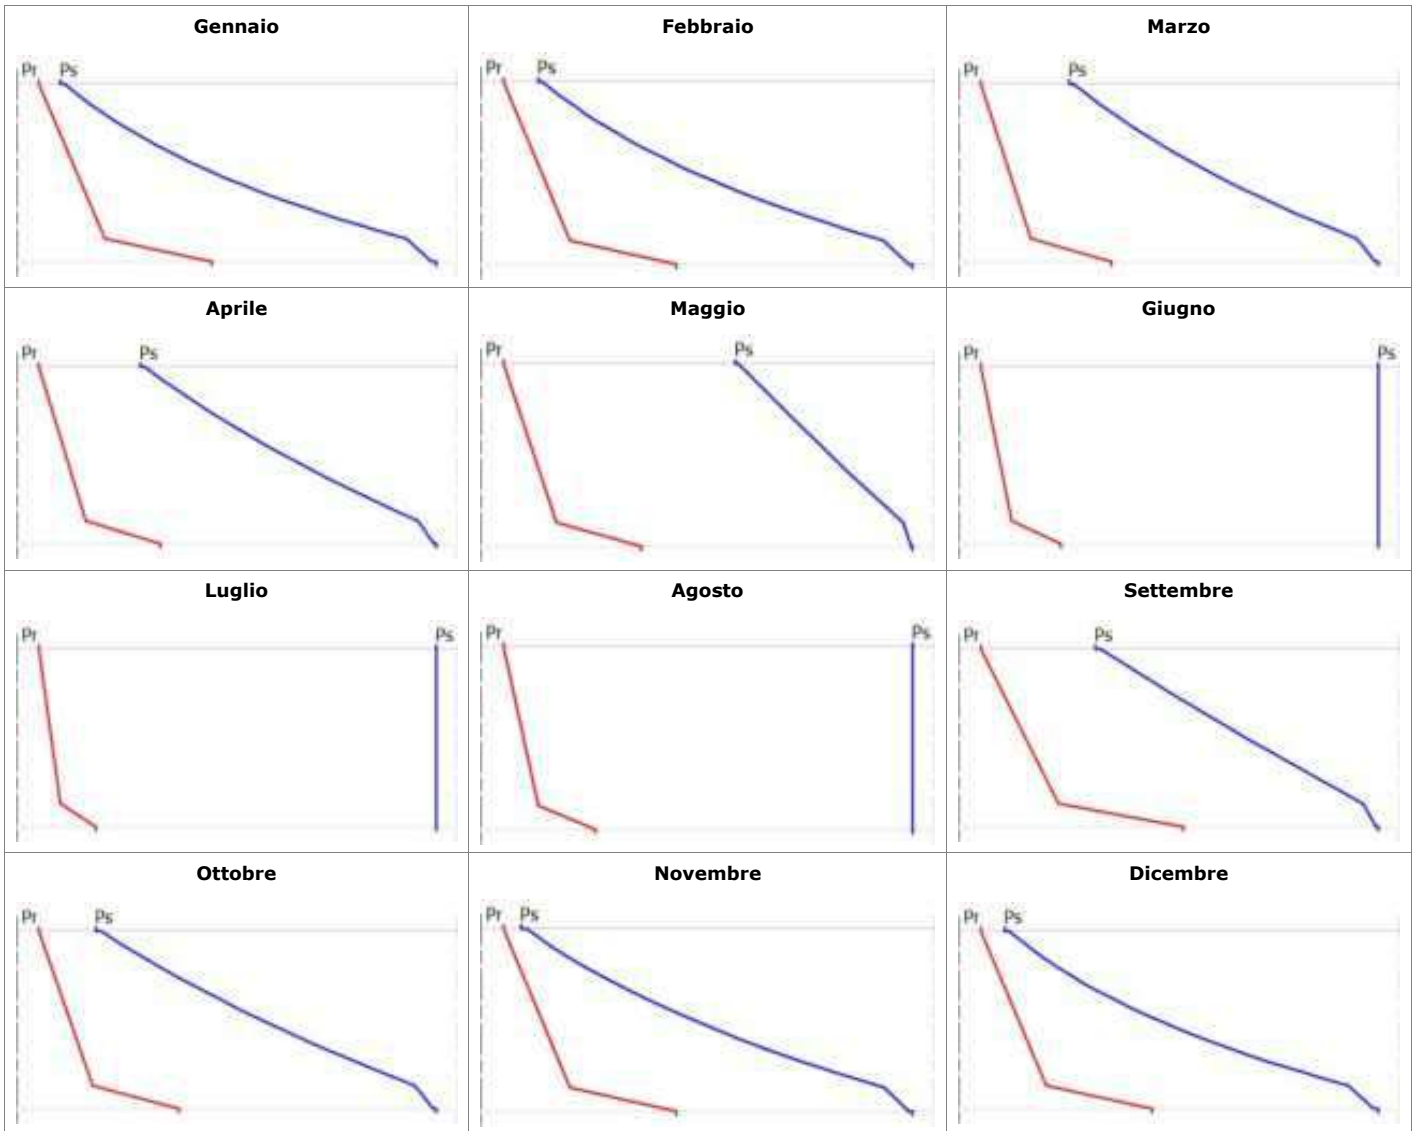 Gennaio Febbraio Marzo
Pr Ps Pr Ps Pr Ps
Aprile Maggio Giugno
Pr Ps Pr Ps Pr Ps
Luglio Agosto Settembre
Pr Ps Pr Ps Pr Ps
Ottobre Novembre Dicembre
Pr Ps Pr Ps Pr Ps